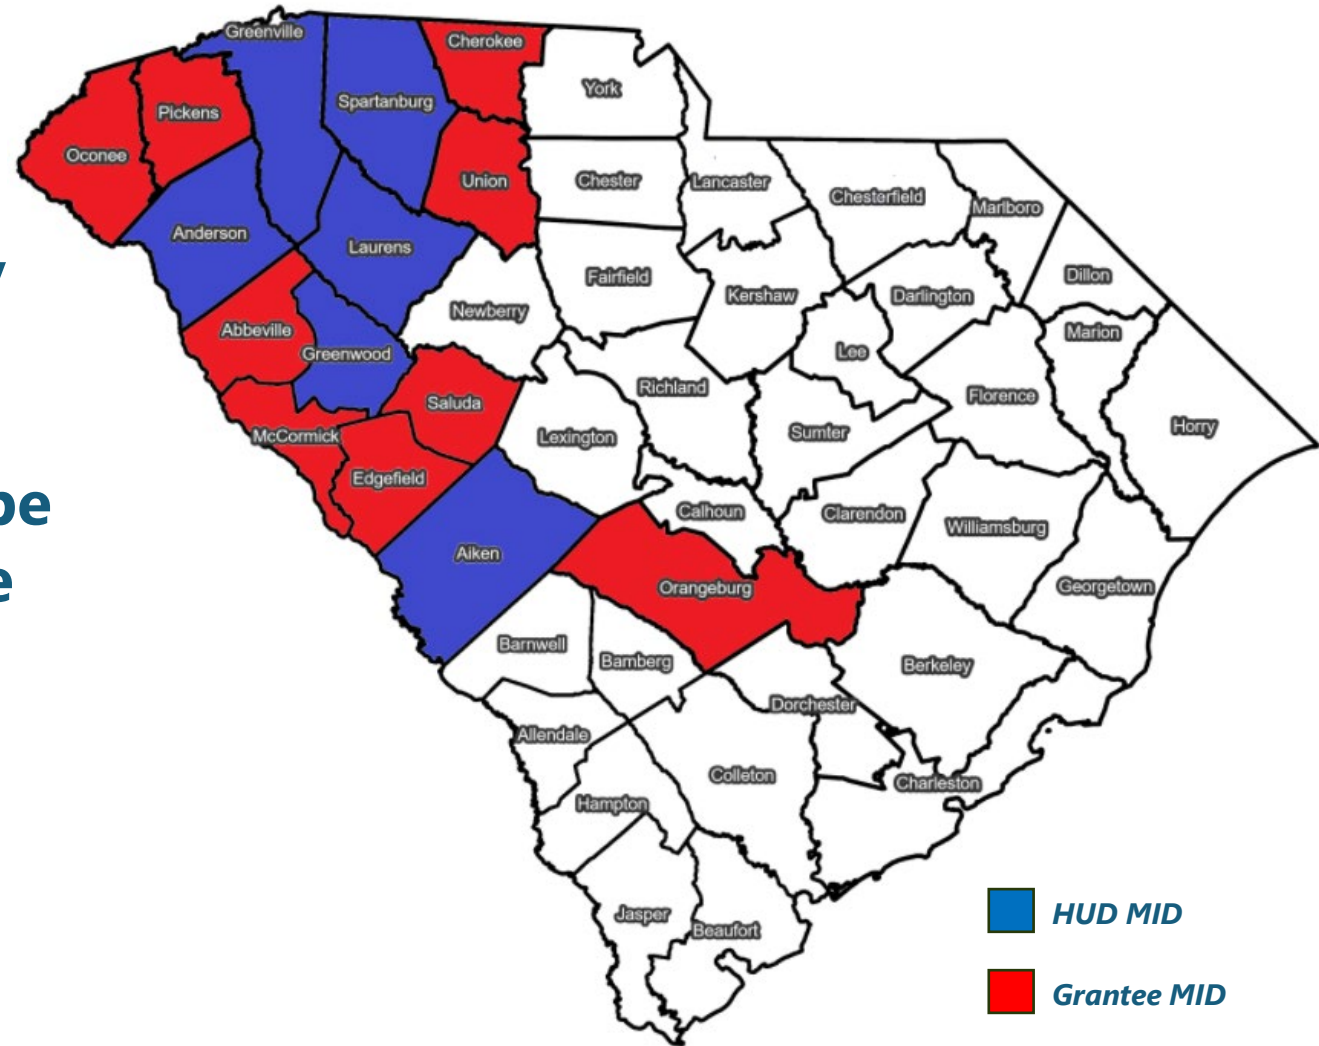 Greenville
Cherokee
York
Spartanburg
Pickens
Oconee
Union
Chester
Lancaster
Chesterfield
Marlboro
Anderson
Laurens
y
Fairfield
Kershaw
Darlington
Dillon
Newberry
Abbeville
Greenwood
Marion
Lee
Richland
Florence
Saluda
McCormick
Lexington
Sumter
Horry
Edgefield
pe
Calhoun
Clarendon
Williamsburg
Aiken
e
Orangeburg
Georgetown
Barnwell
Bamberg
Berkeley
Dorchester
Allendale
Colleton
Charleston
Hampton
Jasper
Beaufort
HUD MID
Grantee MID